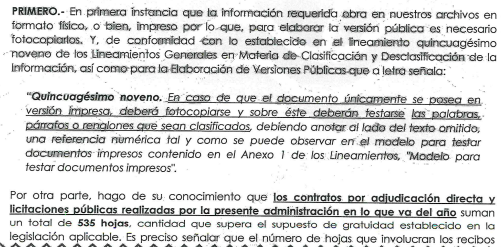 PRIMERO.- En primera instancia que la información requerida obra en nuestros archivos en
formato físico, o bien, impreso por lo que, para elaborar la versión pública es necesario
fotocopiarlos. Y, de conformidad con lo establecido en el lineamiento quincuagésimo
noveno de los Lineamientos Generales en Materia de Clasificación y Desclasificación de la
Información, así como para la Elaboración de Versiones Públicas que a letra señala:
"Quincuagésimo noveno. En caso de que el documento únicamente se posea en
versión impresa, deberá fotocopiarse y sobre éste deberán testarse las palabras,
párrafos o renglones que sean clasificados, debiendo anotar al lado del texto omitido,
una referencia numérica tal y como se puede observar en el modelo para testar
documentos impresos contenido en el Anexo 1 de los Lineamientos, "Modelo para
testar documentos impresos".
Por otra parte, hago de su conocimiento que los contratos por adjudicación directa y
licitaciones públicas realizadas por la presente administración en lo que va del año suman
un total de 535 hojas, cantidad que supera el supuesto de gratuidad establecido en la
legislación aplicable. Es preciso señalar que el número de hojas que involucran los recibos